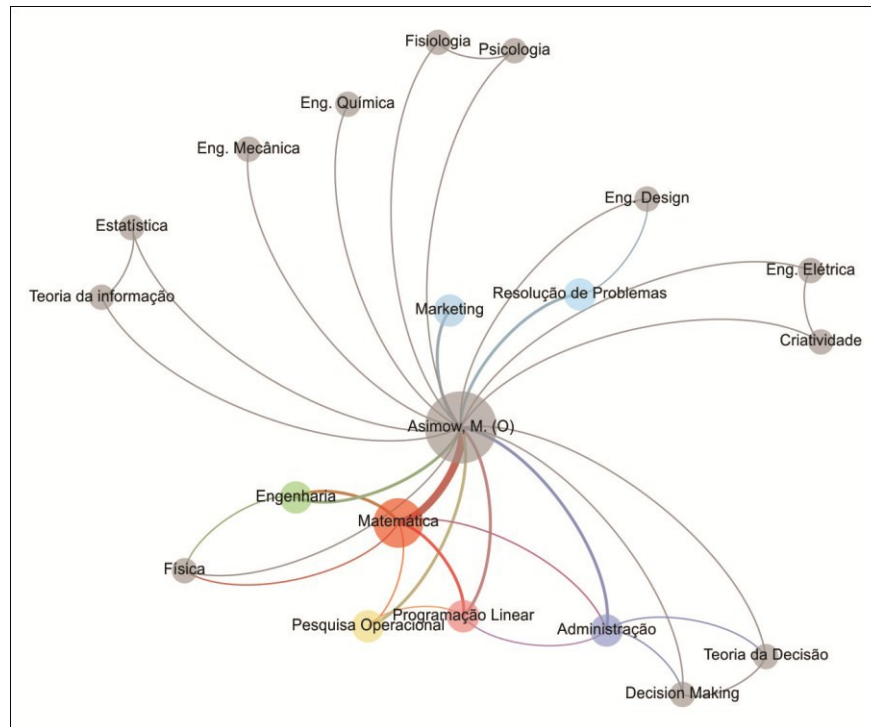 Fisiologia
Psicologia
Eng. Química
Eng. Mecânica
Eng. Design
Estatística
Eng. Elétrica
Teoria da informação
Resolução de Problemas
Marketing
Criatividade
Asimow, M. (O)
Engenharia
Matemática
Física
Programação Linear
Pesquisa Operacional
Administração
Teoria da Decisão
Decision Making